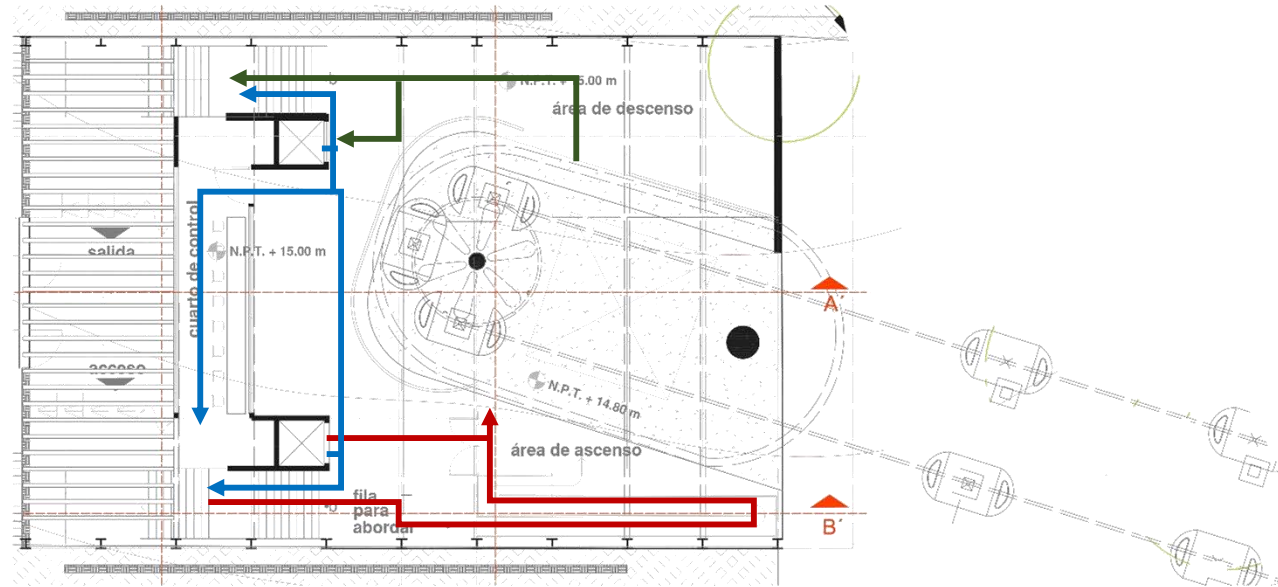 N.P.T. + 15.00 m
área de descenso
salida
cuarto de control
N.P.T. + 15.00 m
A´
acceso
N.P.T. + 14.80 m
área de ascenso
fila
para
abordar
B´